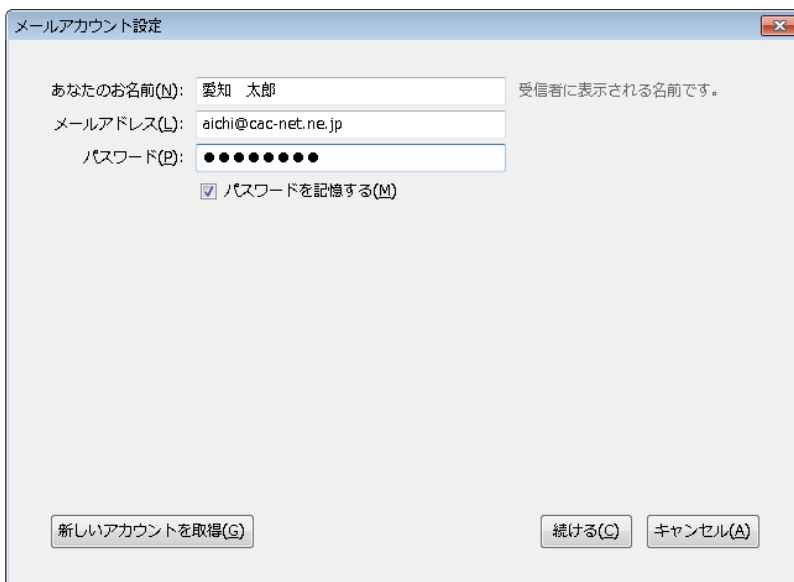 メールアカウント設定
あなたのお名前(N): 愛知　太郎 受信者に表示される名前です。
メールアドレス(L): aichi@cac-net.ne.jp
パスワード(P): ●●●●●●●●
パスワードを記憶する(M)
新しいアカウントを取得(G) 続ける(C) キャンセル(A)